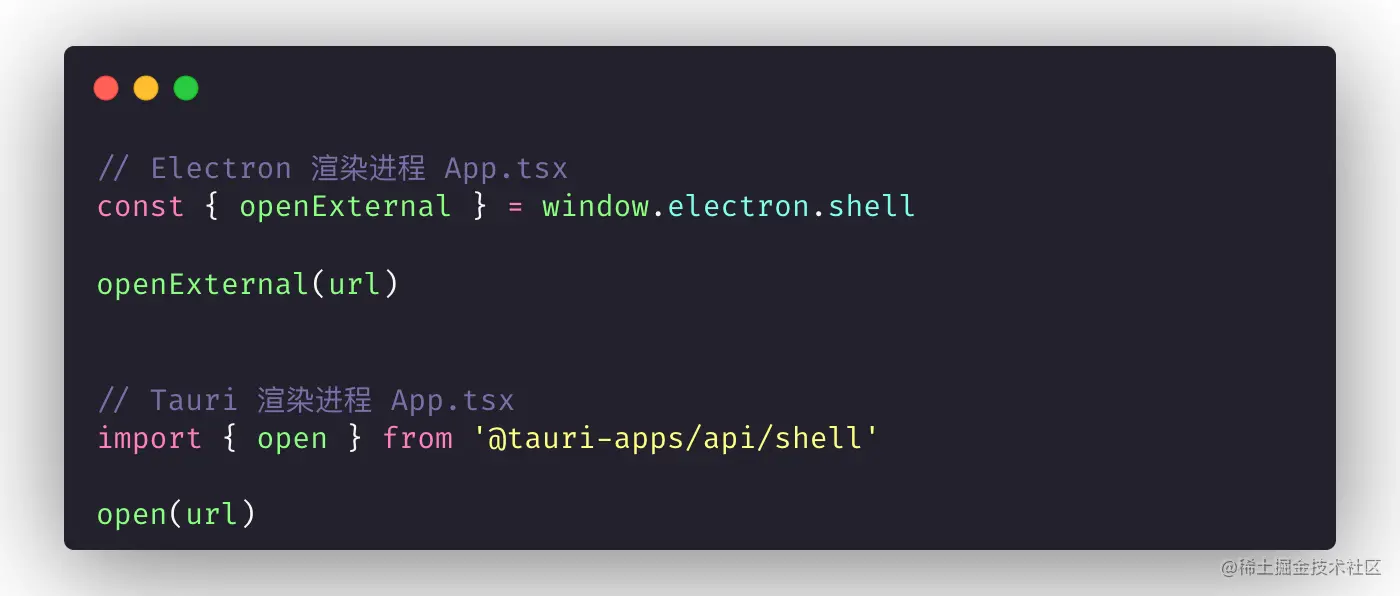 // Electron 渲染进程 App.tsx
const { openExternal } = window.electron.shell
openExternal(url)
// Tauri 渲染进程 App.tsx
import { open } from '@tauri-apps/api/shell'
open(url)
@稀土掘金技术社区